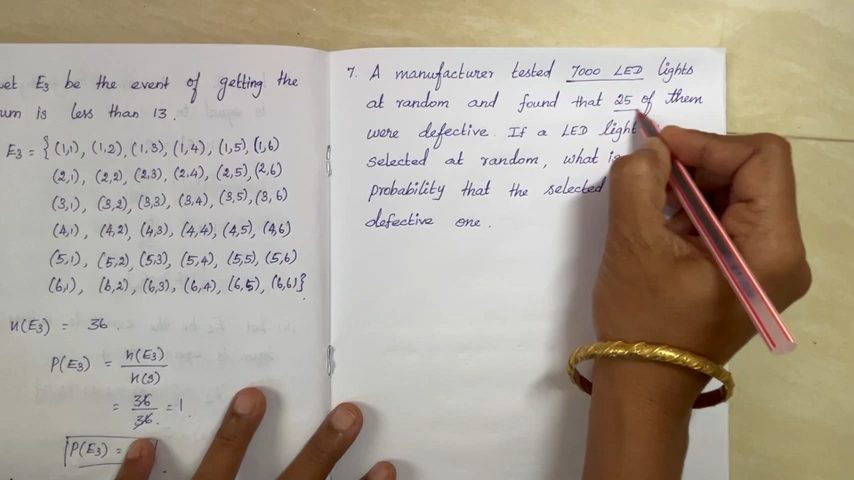 et E3 be the event of getting the
um is less than 13.
E3 = {(1,1), (1,2), (1,3), (1,4), (1,5), (1,6)
(2,1), (2,2), (2,3), (2,4), (2,5), (2,6)
(3,1), (3,2), (3,3), (3,4), (3,5), (3,6)
(4,1), (4,2), (4,3), (4,4), (4,5), (4,6)
(5,1), (5,2), (5,3), (5,4), (5,5), (5,6)
(6,1), (6,2), (6,3), (6,4), (6,5), (6,6)}
n(E3) = 36.
P(E3) = n(E3)
n(S)
= 36
36 = 1.
P(E3) =
7. A manufacturer tested 7000 LED lights
at random and found that 25 of them
were defective. If a LED light
selected at random, what is
probability that the selected
defective one.